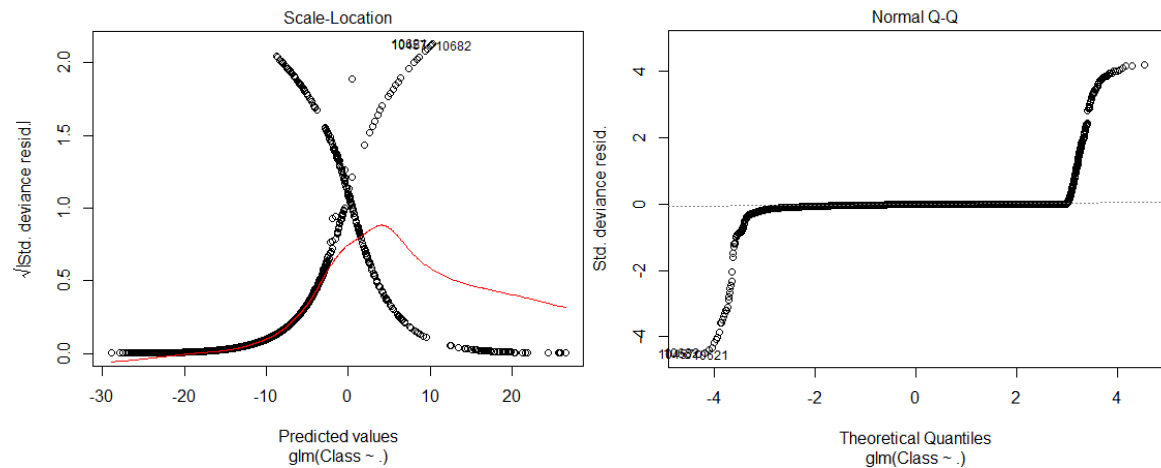 Scale-Location
√|Std. deviance resid.|
2.0
1.5
1.0
0.5
0.0
10682
-30
-20
-10
0
10
20
Predicted values
glm(Class ~ .)
Normal Q-Q
Std. deviance resid.
4
2
0
-2
-4
-4
-2
0
2
4
Theoretical Quantiles
glm(Class ~ .)